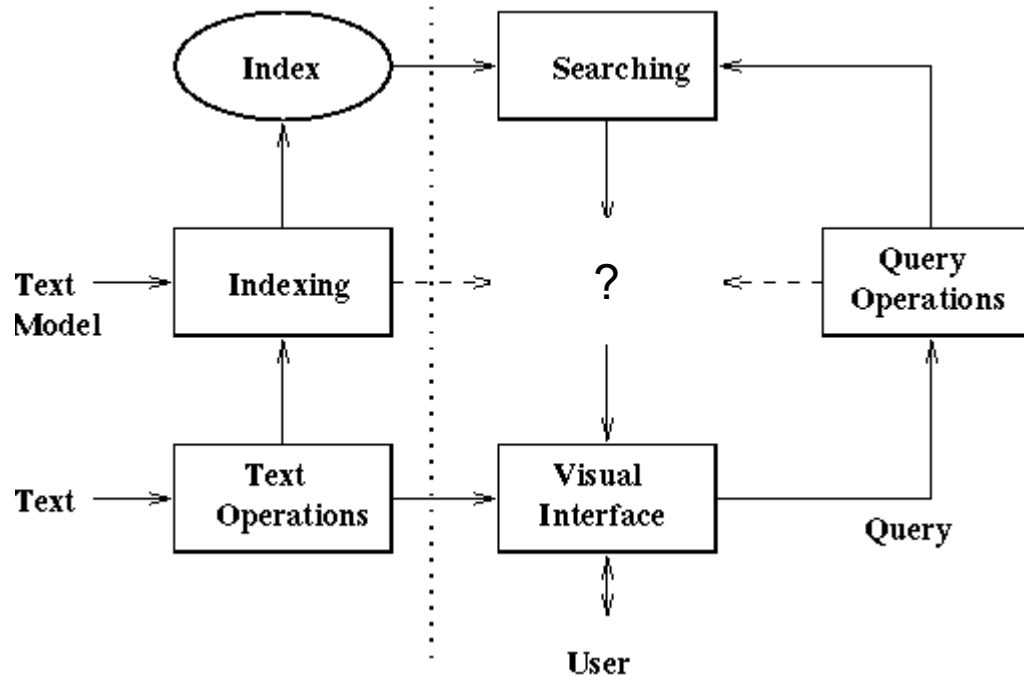 Index
Searching
Text
Model
Indexing
?
Query
Operations
Text
Text
Operations
Visual
Interface
Query
User